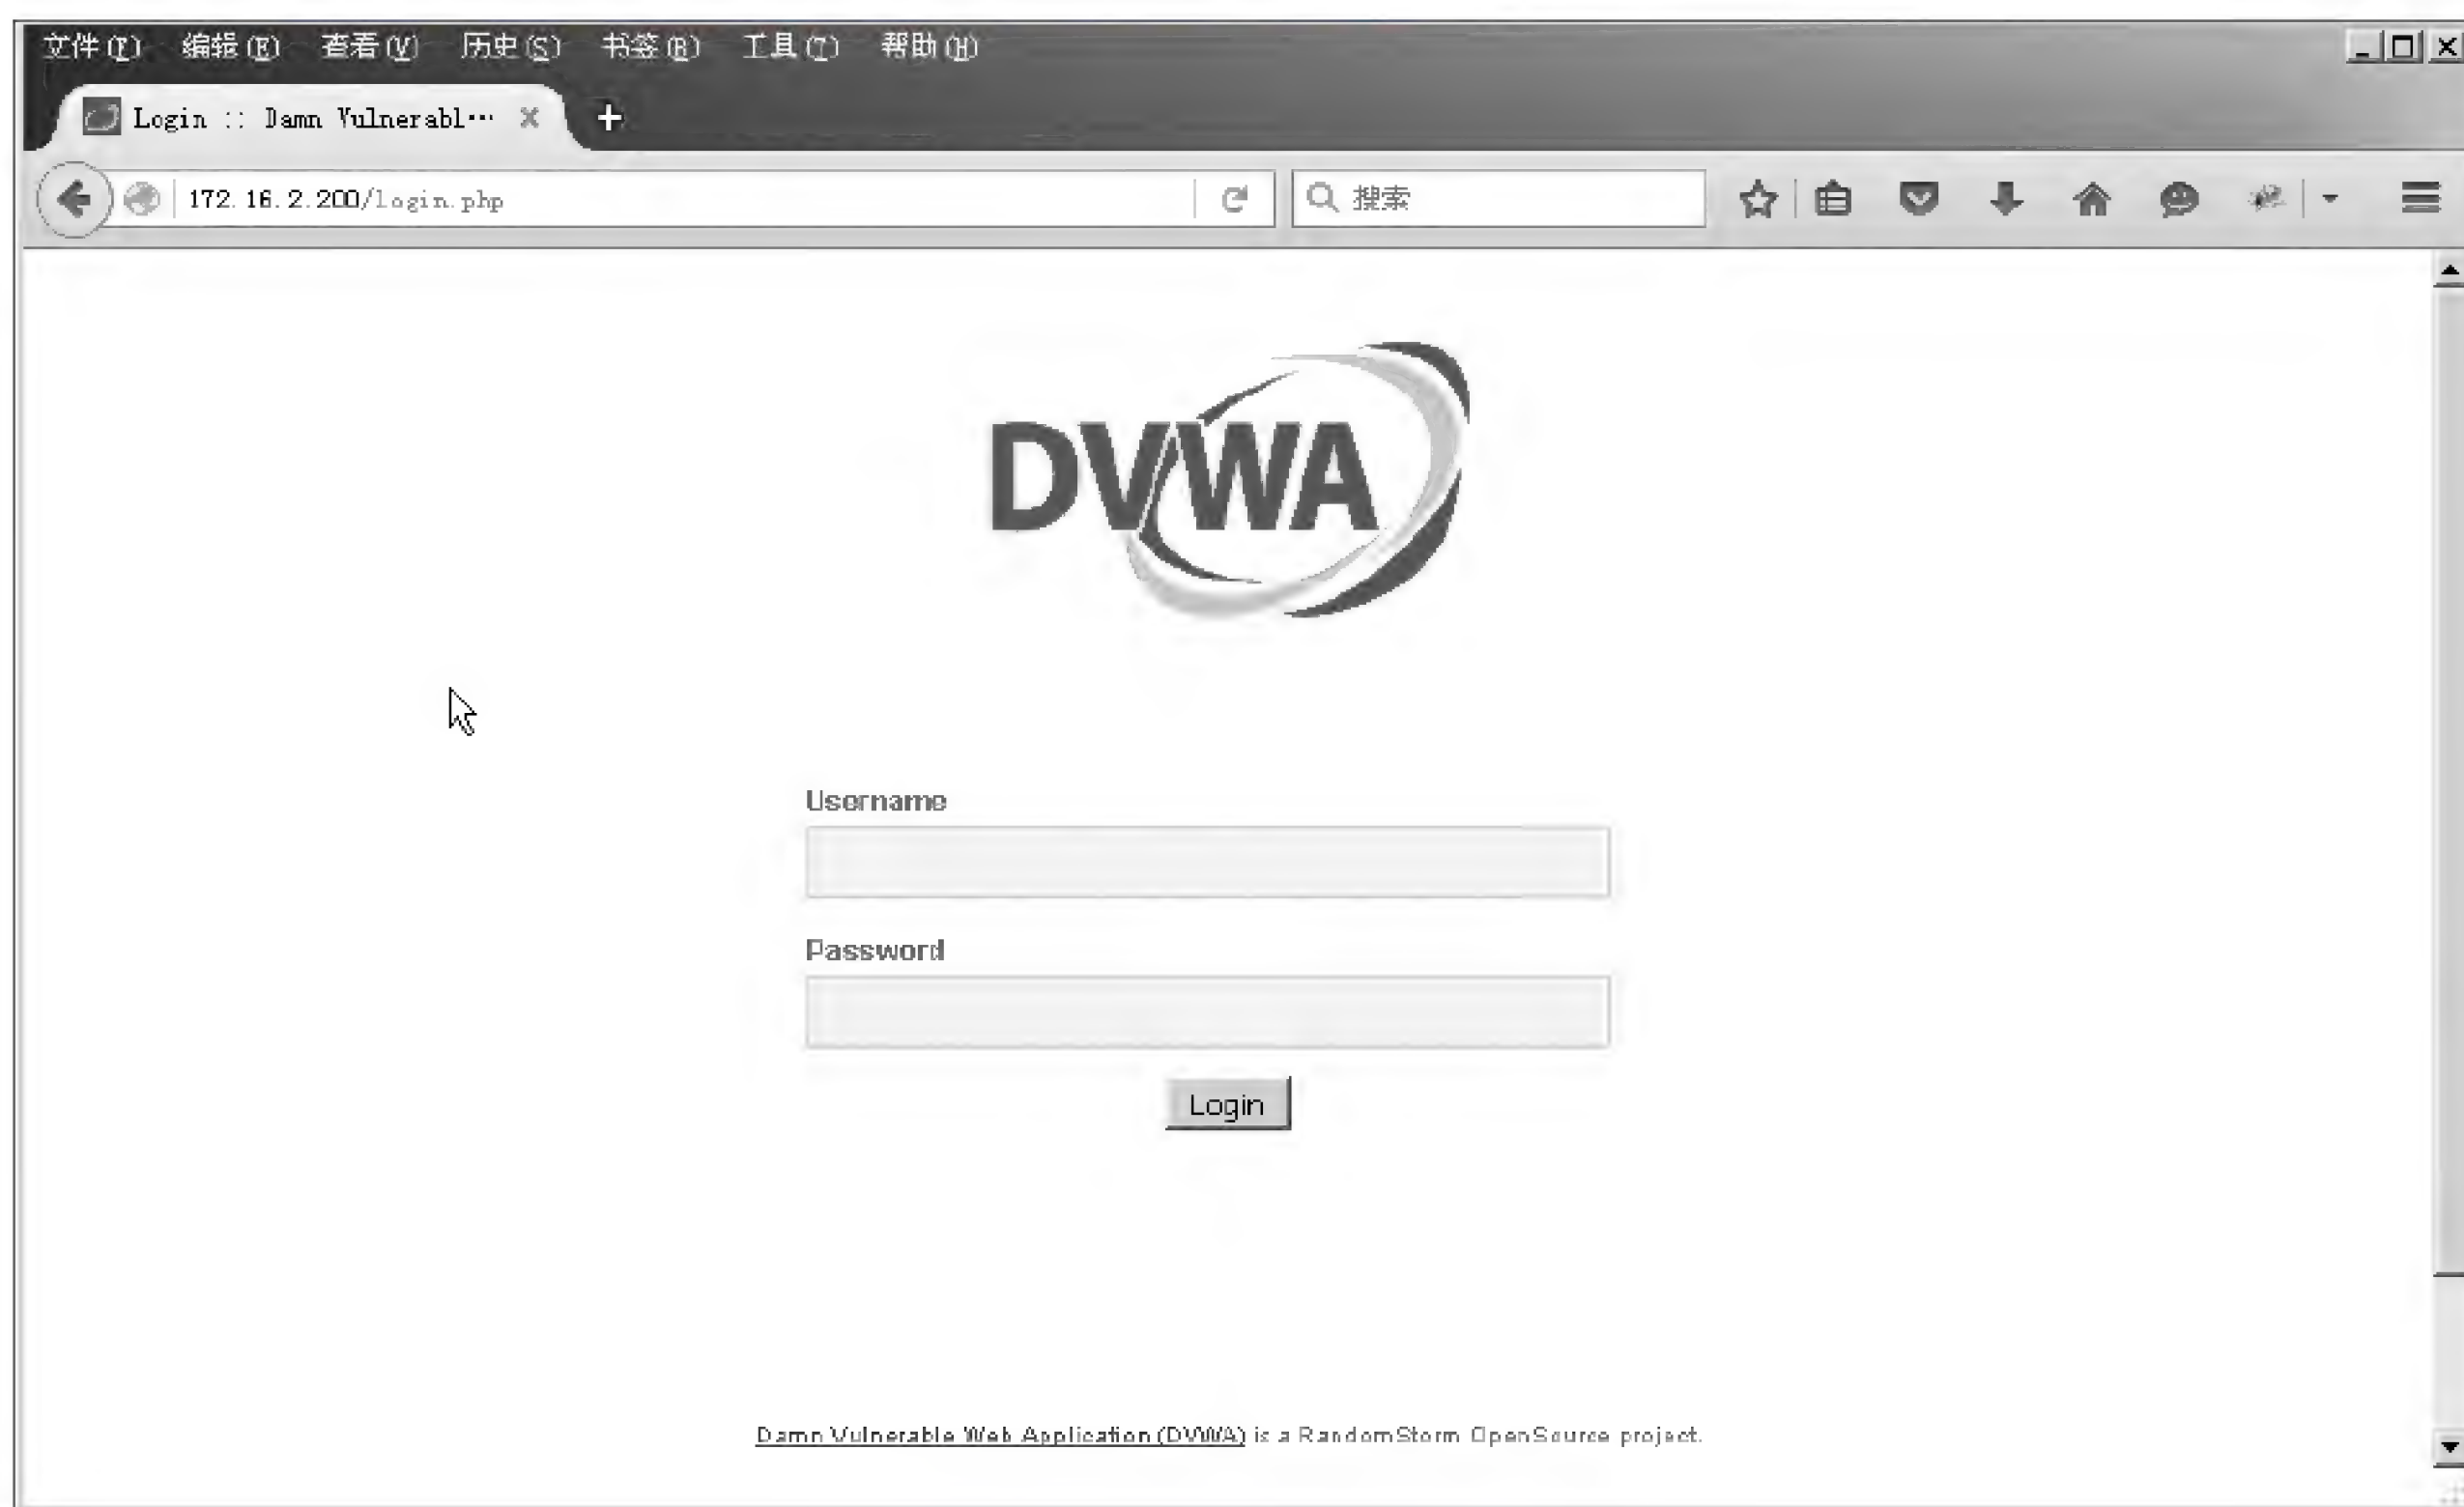 文件(F) 编辑(E) 查看(V) 历史(S) 书签(B) 工具(T) 帮助(H)
Login :: Damn Vulnerabl…
172.16.2.200/login.php 搜索
DVWA
Username
Password
Login
Damn Vulnerable Web Application (DVWA) is a RandomStorm OpenSource project.